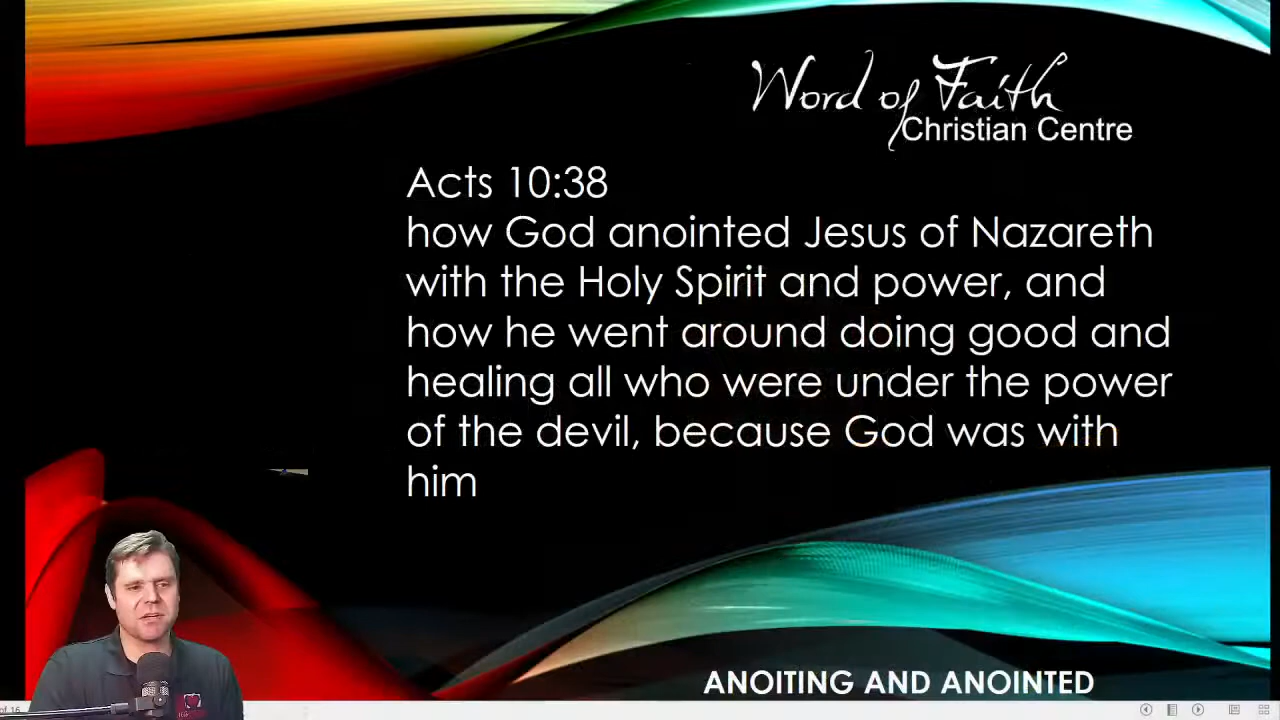 Word of Faith
Christian Centre
Acts 10:38
how God anointed Jesus of Nazareth
with the Holy Spirit and power, and
how he went around doing good and
healing all who were under the power
of the devil, because God was with
him
ANOITING AND ANOINTED
of 16